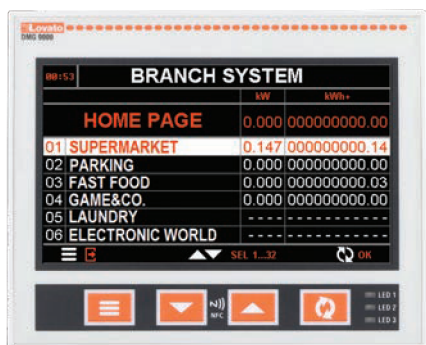 Lovato
DMG 9000
00:53 BRANCH SYSTEM
kW kWh+
HOME PAGE 0.000 000000000.00
01 SUPERMARKET 0.147 000000000.14
02 PARKING 0.000 000000000.00
03 FAST FOOD 0.000 000000000.03
04 GAME&CO. 0.000 000000000.00
05 LAUNDRY ---- ------------
06 ELECTRONIC WORLD ---- ------------
SEL 1...32 OK
NFC
LED 1
LED 2
LED 3